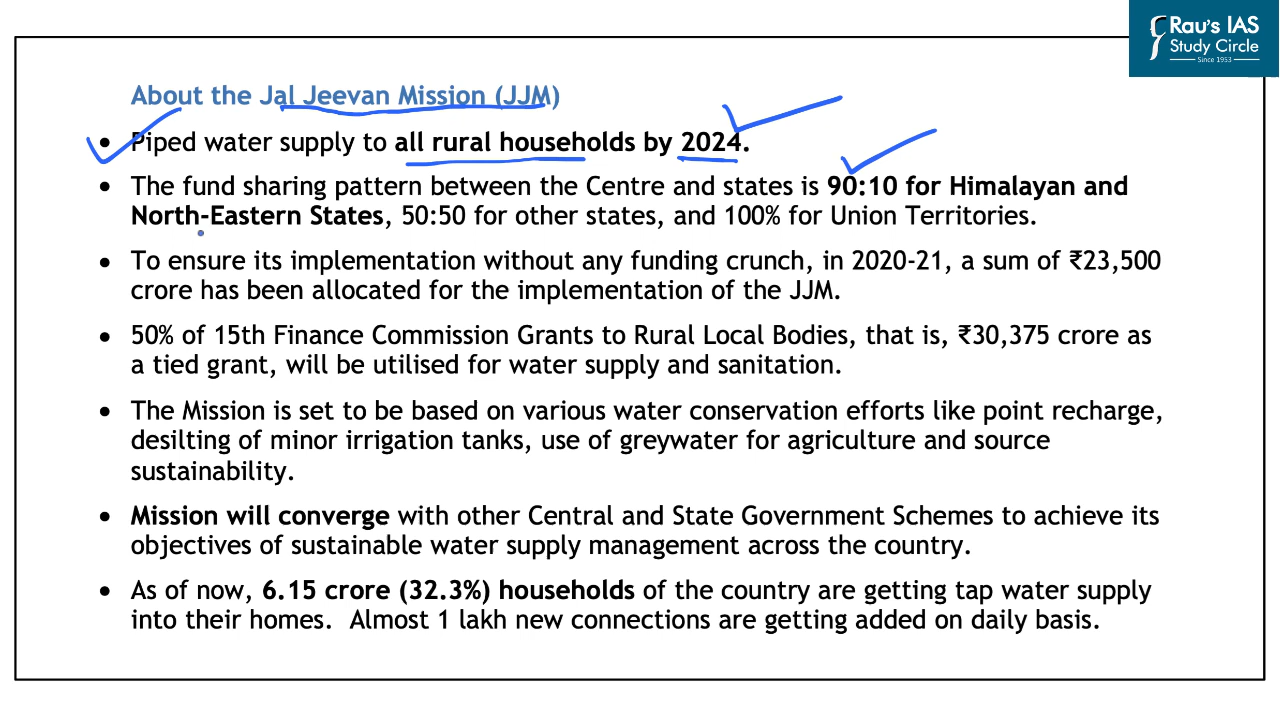 Rau's IAS
Study Circle
Since 1953
About the Jal Jeevan Mission (JJM)
• Piped water supply to all rural households by 2024.
• The fund sharing pattern between the Centre and states is 90:10 for Himalayan and
North-Eastern States, 50:50 for other states, and 100% for Union Territories.
• To ensure its implementation without any funding crunch, in 2020-21, a sum of ₹23,500
crore has been allocated for the implementation of the JJM.
• 50% of 15th Finance Commission Grants to Rural Local Bodies, that is, ₹30,375 crore as
a tied grant, will be utilised for water supply and sanitation.
• The Mission is set to be based on various water conservation efforts like point recharge,
desilting of minor irrigation tanks, use of greywater for agriculture and source
sustainability.
• Mission will converge with other Central and State Government Schemes to achieve its
objectives of sustainable water supply management across the country.
• As of now, 6.15 crore (32.3%) households of the country are getting tap water supply
into their homes. Almost 1 lakh new connections are getting added on daily basis.